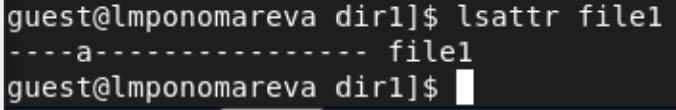 guest@lmponomareva dir1]$ lsattr file1
----a---------------- file1
guest@lmponomareva dir1]$